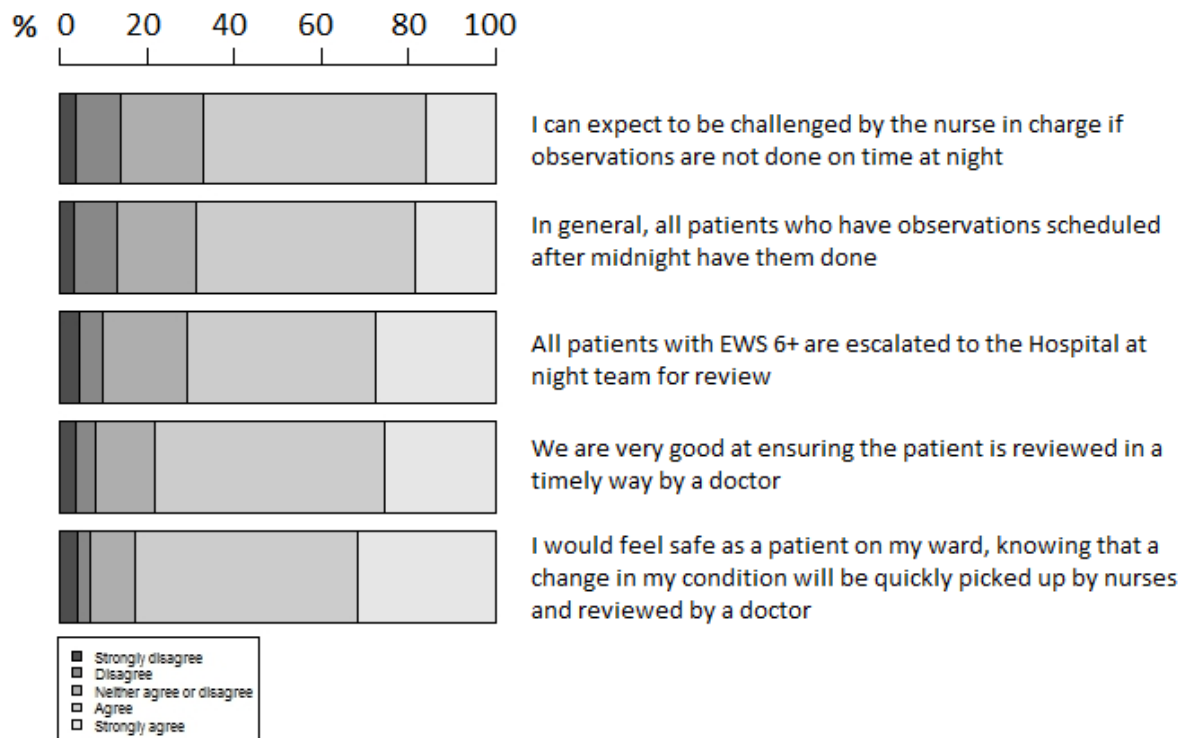 % 0 20 40 60 80 100
I can expect to be challenged by the nurse in charge if
observations are not done on time at night
In general, all patients who have observations scheduled
after midnight have them done
All patients with EWS 6+ are escalated to the Hospital at
night team for review
We are very good at ensuring the patient is reviewed in a
timely way by a doctor
I would feel safe as a patient on my ward, knowing that a
change in my condition will be quickly picked up by nurses
and reviewed by a doctor
Strongly disagree
Disagree
Neither agree or disagree
Agree
Strongly agree